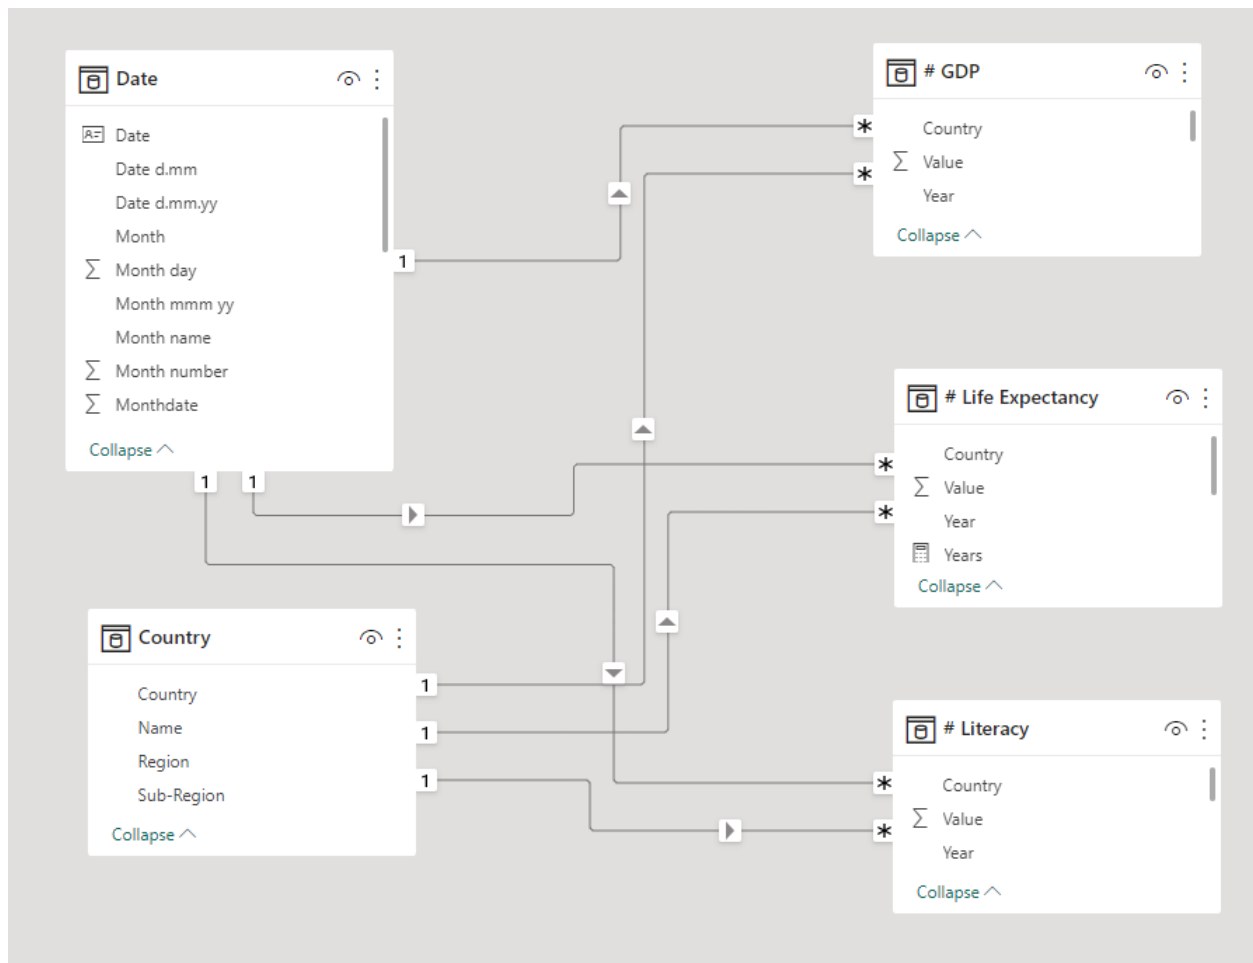 Date
Date
Date d.mm
Date d.mm.yy
Month
Σ Month day
Month mmm yy
Month name
Σ Month number
Σ Monthdate
Collapse
1
1
1
# GDP
* Country
* Σ Value
Year
Collapse
# Life Expectancy
* Country
Σ Value
* Year
Years
Collapse
Country
Country
Name
Region
Sub-Region
Collapse
1
1
1
# Literacy
* Country
Σ Value
* Year
Collapse